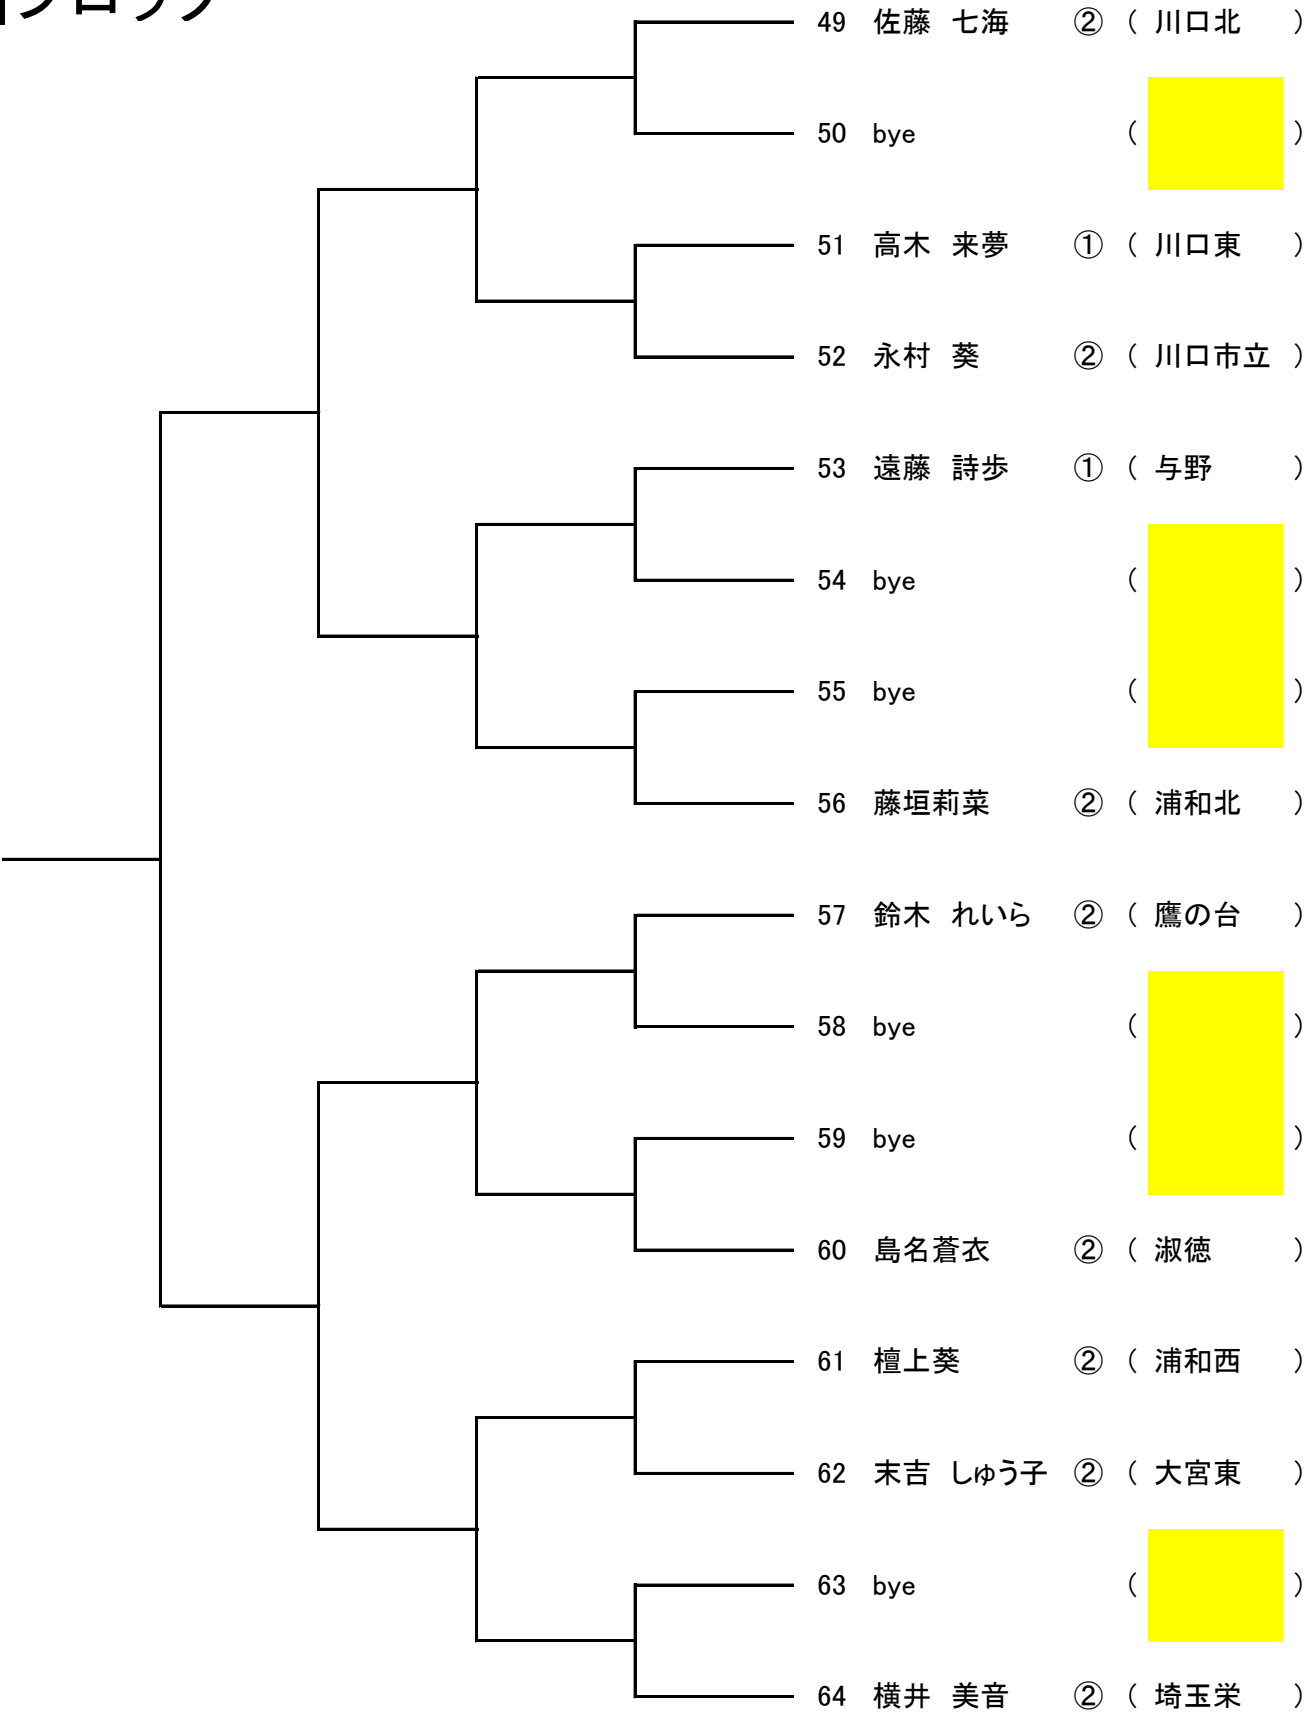 ブロック
49 佐藤 七海 ② ( 川口北 )
50 bye ( )
51 高木 来夢 ① ( 川口東 )
52 永村 葵 ② ( 川口市立 )
53 遠藤 詩歩 ① ( 与野 )
54 bye ( )
55 bye ( )
56 藤垣莉菜 ② ( 浦和北 )
57 鈴木 れいら ② ( 鷹の台 )
58 bye ( )
59 bye ( )
60 島名蒼衣 ② ( 淑徳 )
61 檀上葵 ② ( 浦和西 )
62 末吉 しゅう子 ② ( 大宮東 )
63 bye ( )
64 横井 美音 ② ( 埼玉栄 )